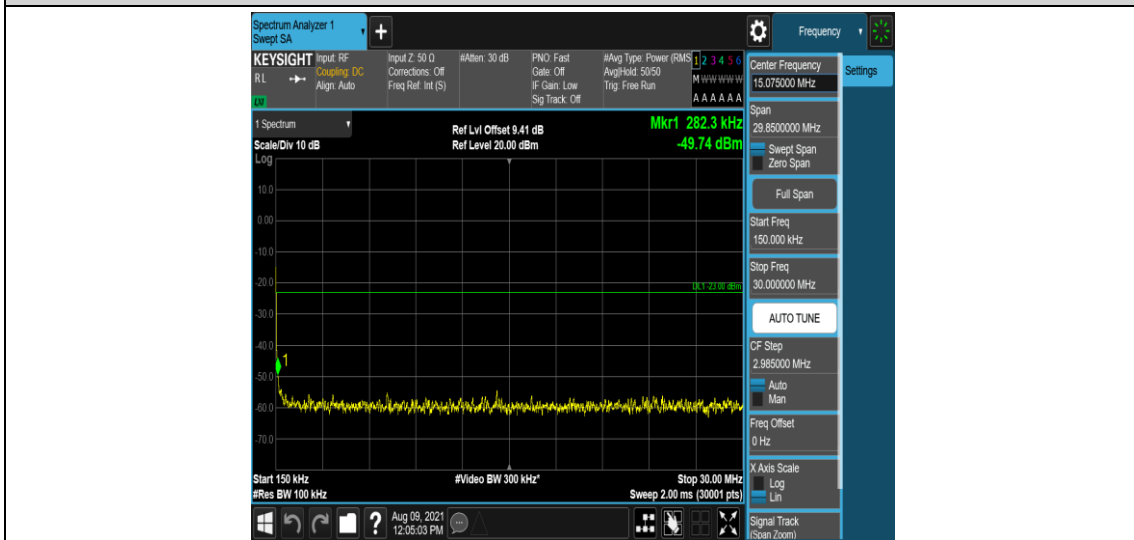 Spectrum Analyzer 1
Swept SA
+
Frequency
KEYSIGHT
RL
LXI
Input: RF
Coupling: DC
Align: Auto
Input Z: 50 Ω
Corrections: Off
Freq Ref: Int (S)
#Atten: 30 dB
PNO: Fast
Gate: Off
IF Gain: Low
Sig Track: Off
#Avg Type: Power (RMS
Avg|Hold: 50/50
Trig: Free Run
1 2 3 4 5 6
M W W W W W
A A A A A A
1 Spectrum
Scale/Div 10 dB
Ref Lvl Offset 9.41 dB
Ref Level 20.00 dBm
Mkr1 282.3 kHz
-49.74 dBm
Log
10.0
0.00
-10.0
-20.0
DL1 -23.00 dBm
-30.0
-40.0
1
-50.0
-60.0
-70.0
Start 150 kHz
#Res BW 100 kHz
#Video BW 300 kHz*
Stop 30.00 MHz
Sweep 2.00 ms (30001 pts)
Aug 09, 2021
12:05:03 PM
Center Frequency
15.075000 MHz
Settings
Span
29.8500000 MHz
Swept Span
Zero Span
Full Span
Start Freq
150.000 kHz
Stop Freq
30.000000 MHz
AUTO TUNE
CF Step
2.985000 MHz
Auto
Man
Freq Offset
0 Hz
X Axis Scale
Log
Lin
Signal Track
(Span Zoom)